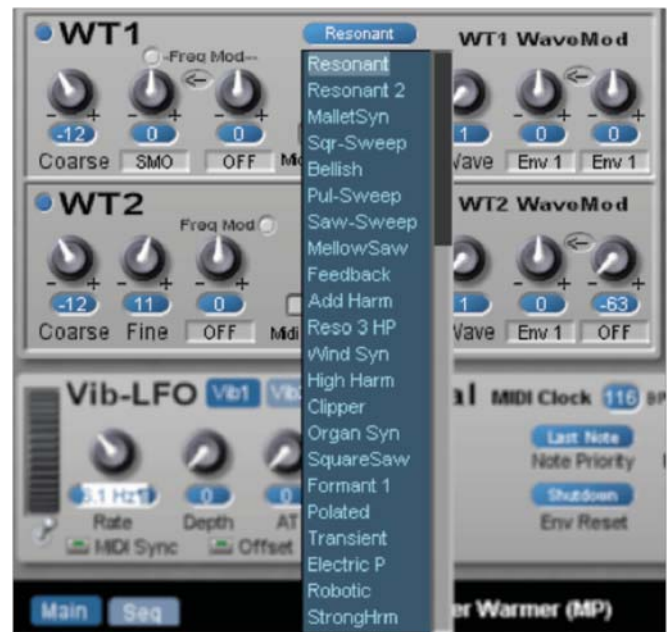 WT1
Resonant
WT1 WaveMod
-Freq Mod--
- +
- +
- +
- +
- +
-12
0
0
1
0
0
Coarse
SMO
OFF
Wave
Env 1
Env 1
WT2
WT2 WaveMod
Freq Mod
- +
- +
- +
- +
- +
-12
11
0
1
0
-63
Coarse
Fine
OFF
Midi
Wave
Env 1
OFF
Resonant
Resonant 2
MalletSyn
Sqr-Sweep
Bellish
Pul-Sweep
Saw-Sweep
MellowSaw
Feedback
Add Harm
Reso 3 HP
Wind Syn
High Harm
Clipper
Organ Syn
SquareSaw
Formant 1
Polated
Transient
Electric P
Robotic
StrongHrm
Vib-LFO
Vib1
MIDI Clock
116
Last Note
Note Priority
0
0
Shutdown
Rate
Depth
AT
Env Reset
MIDI Sync
Offset
Main
Seq
er Warmer (MP)